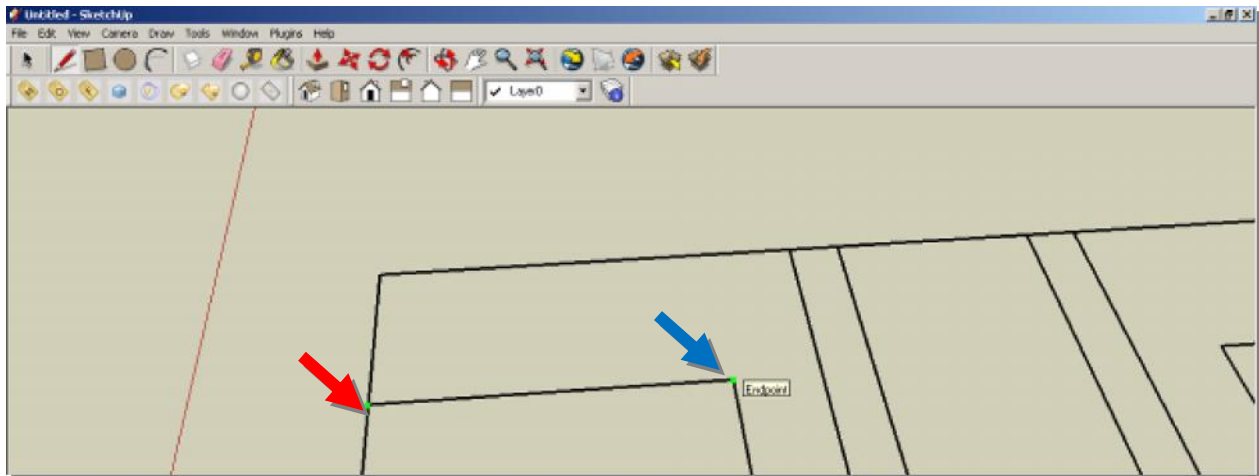 Untitled - SketchUp
File Edit View Camera Draw Tools Window Plugins Help
Layer0
Endpoint